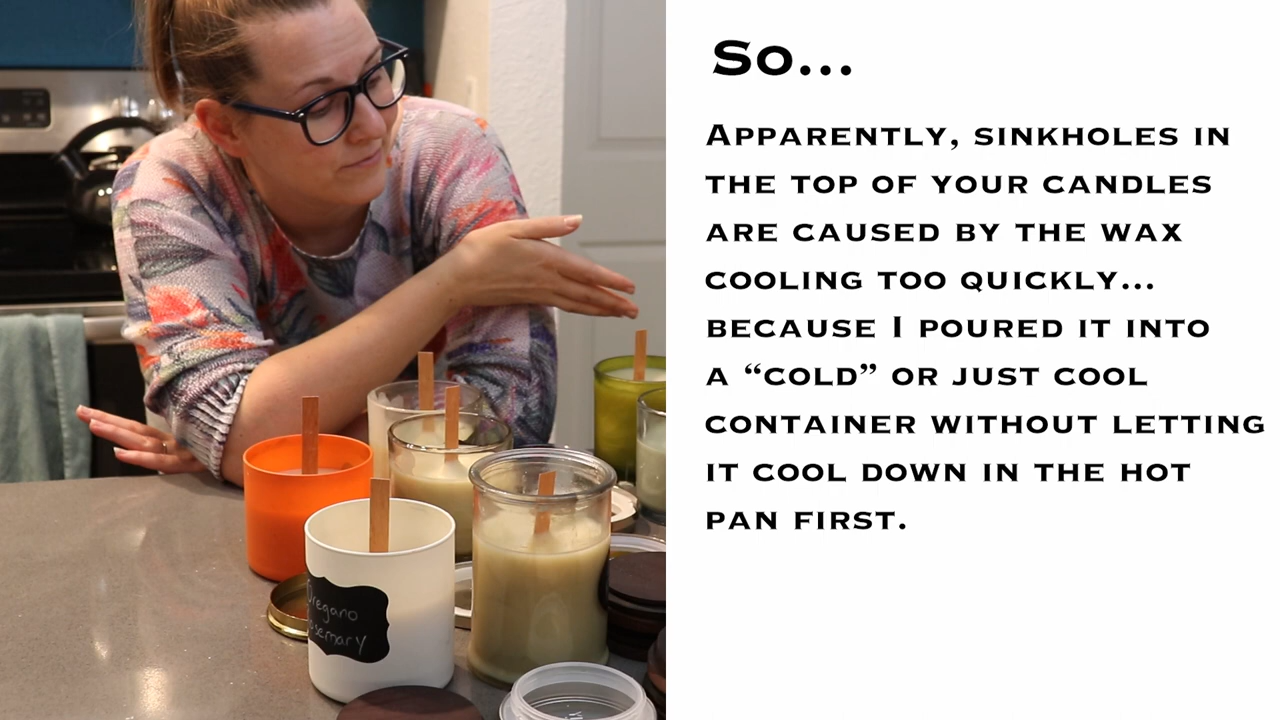 So...
Apparently, sinkholes in
the top of your candles
are caused by the wax
cooling too quickly...
because I poured it into
a “cold” or just cool
container without letting
it cool down in the hot
pan first.
Oregano
Rosemary